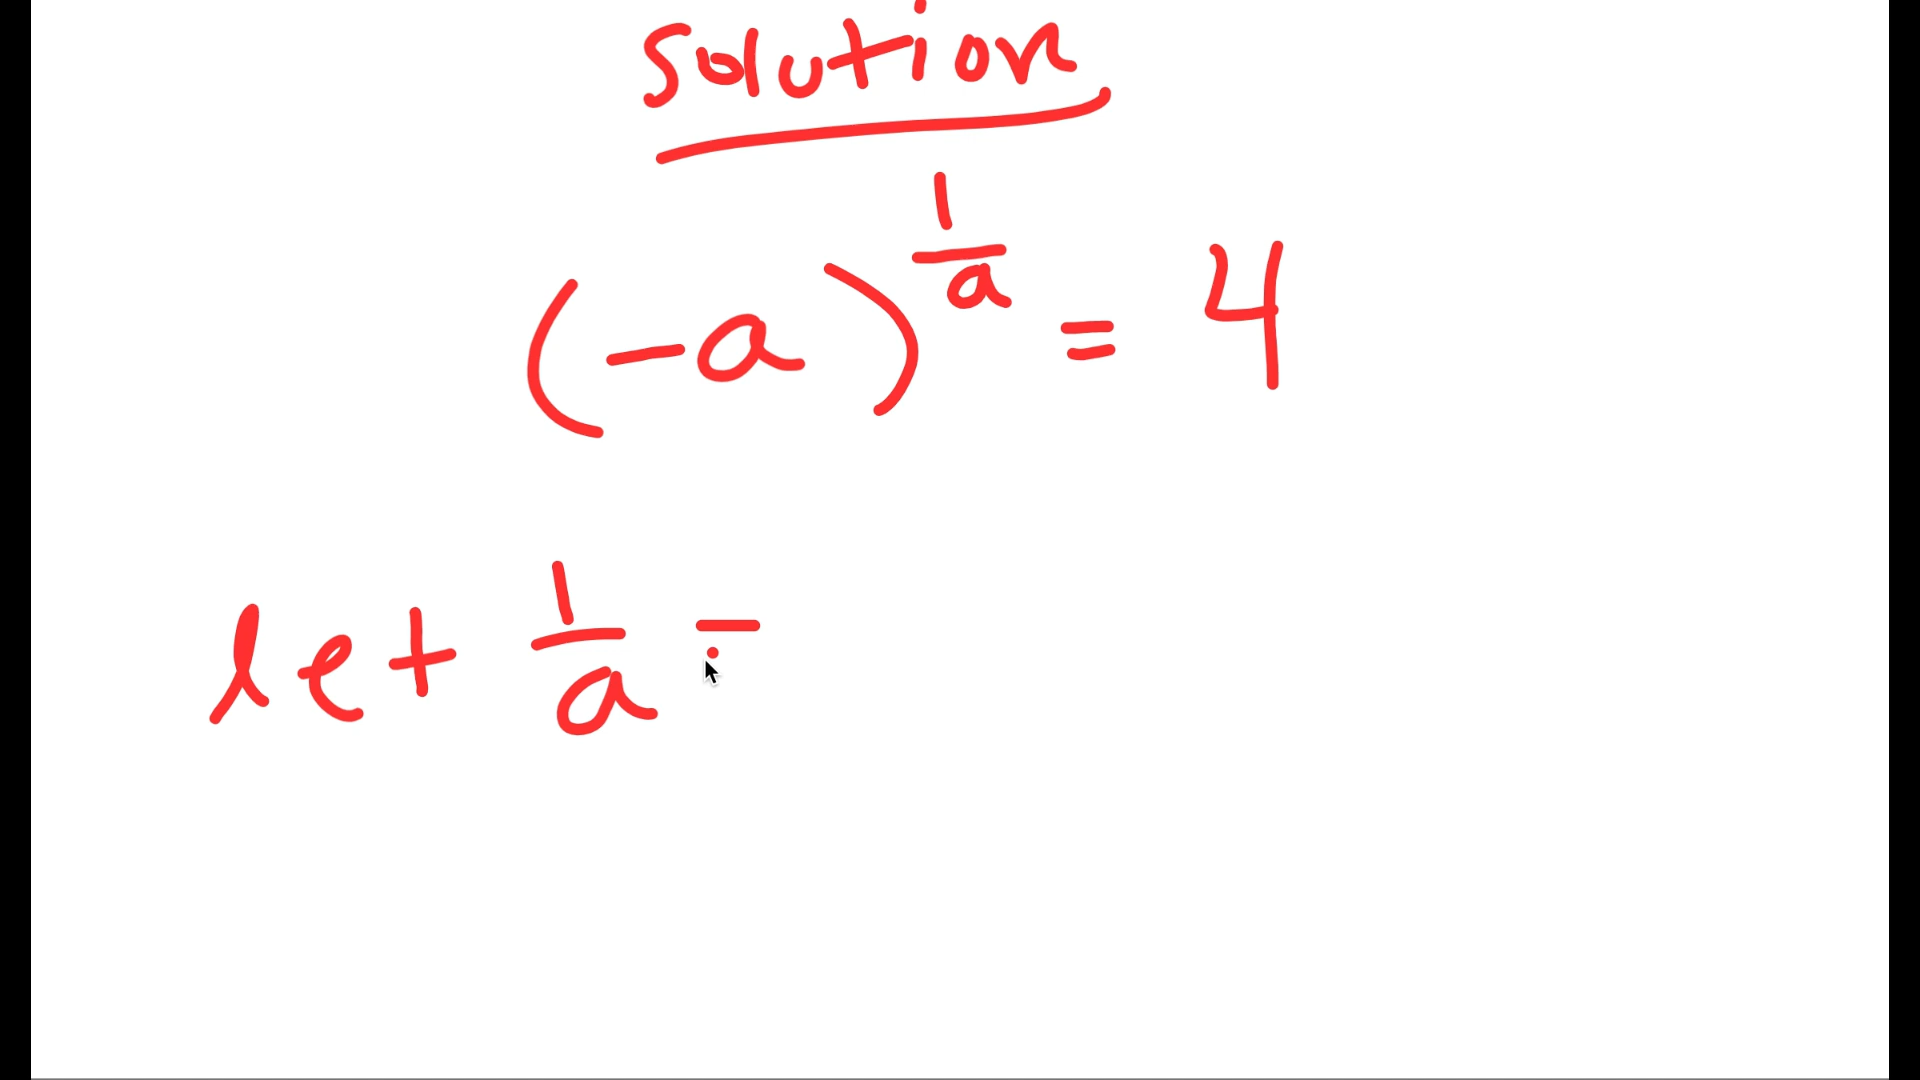 Solution
(-a)^(1/a) = 4
let 1/a =